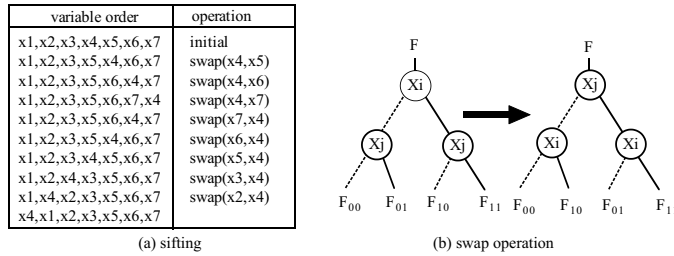 variable order operation
x1,x2,x3,x4,x5,x6,x7 initial
x1,x2,x3,x5,x4,x6,x7 swap(x4,x5)
x1,x2,x3,x5,x6,x4,x7 swap(x4,x6)
x1,x2,x3,x5,x6,x7,x4 swap(x4,x7)
x1,x2,x3,x5,x6,x4,x7 swap(x7,x4)
x1,x2,x3,x5,x4,x6,x7 swap(x6,x4)
x1,x2,x3,x4,x5,x6,x7 swap(x5,x4)
x1,x2,x4,x3,x5,x6,x7 swap(x3,x4)
x1,x4,x2,x3,x5,x6,x7 swap(x2,x4)
x4,x1,x2,x3,x5,x6,x7
(a) sifting
F F
Xi Xj
Xj Xj Xi Xi
F00 F01 F10 F11 F00 F10 F01 F1
(b) swap operation